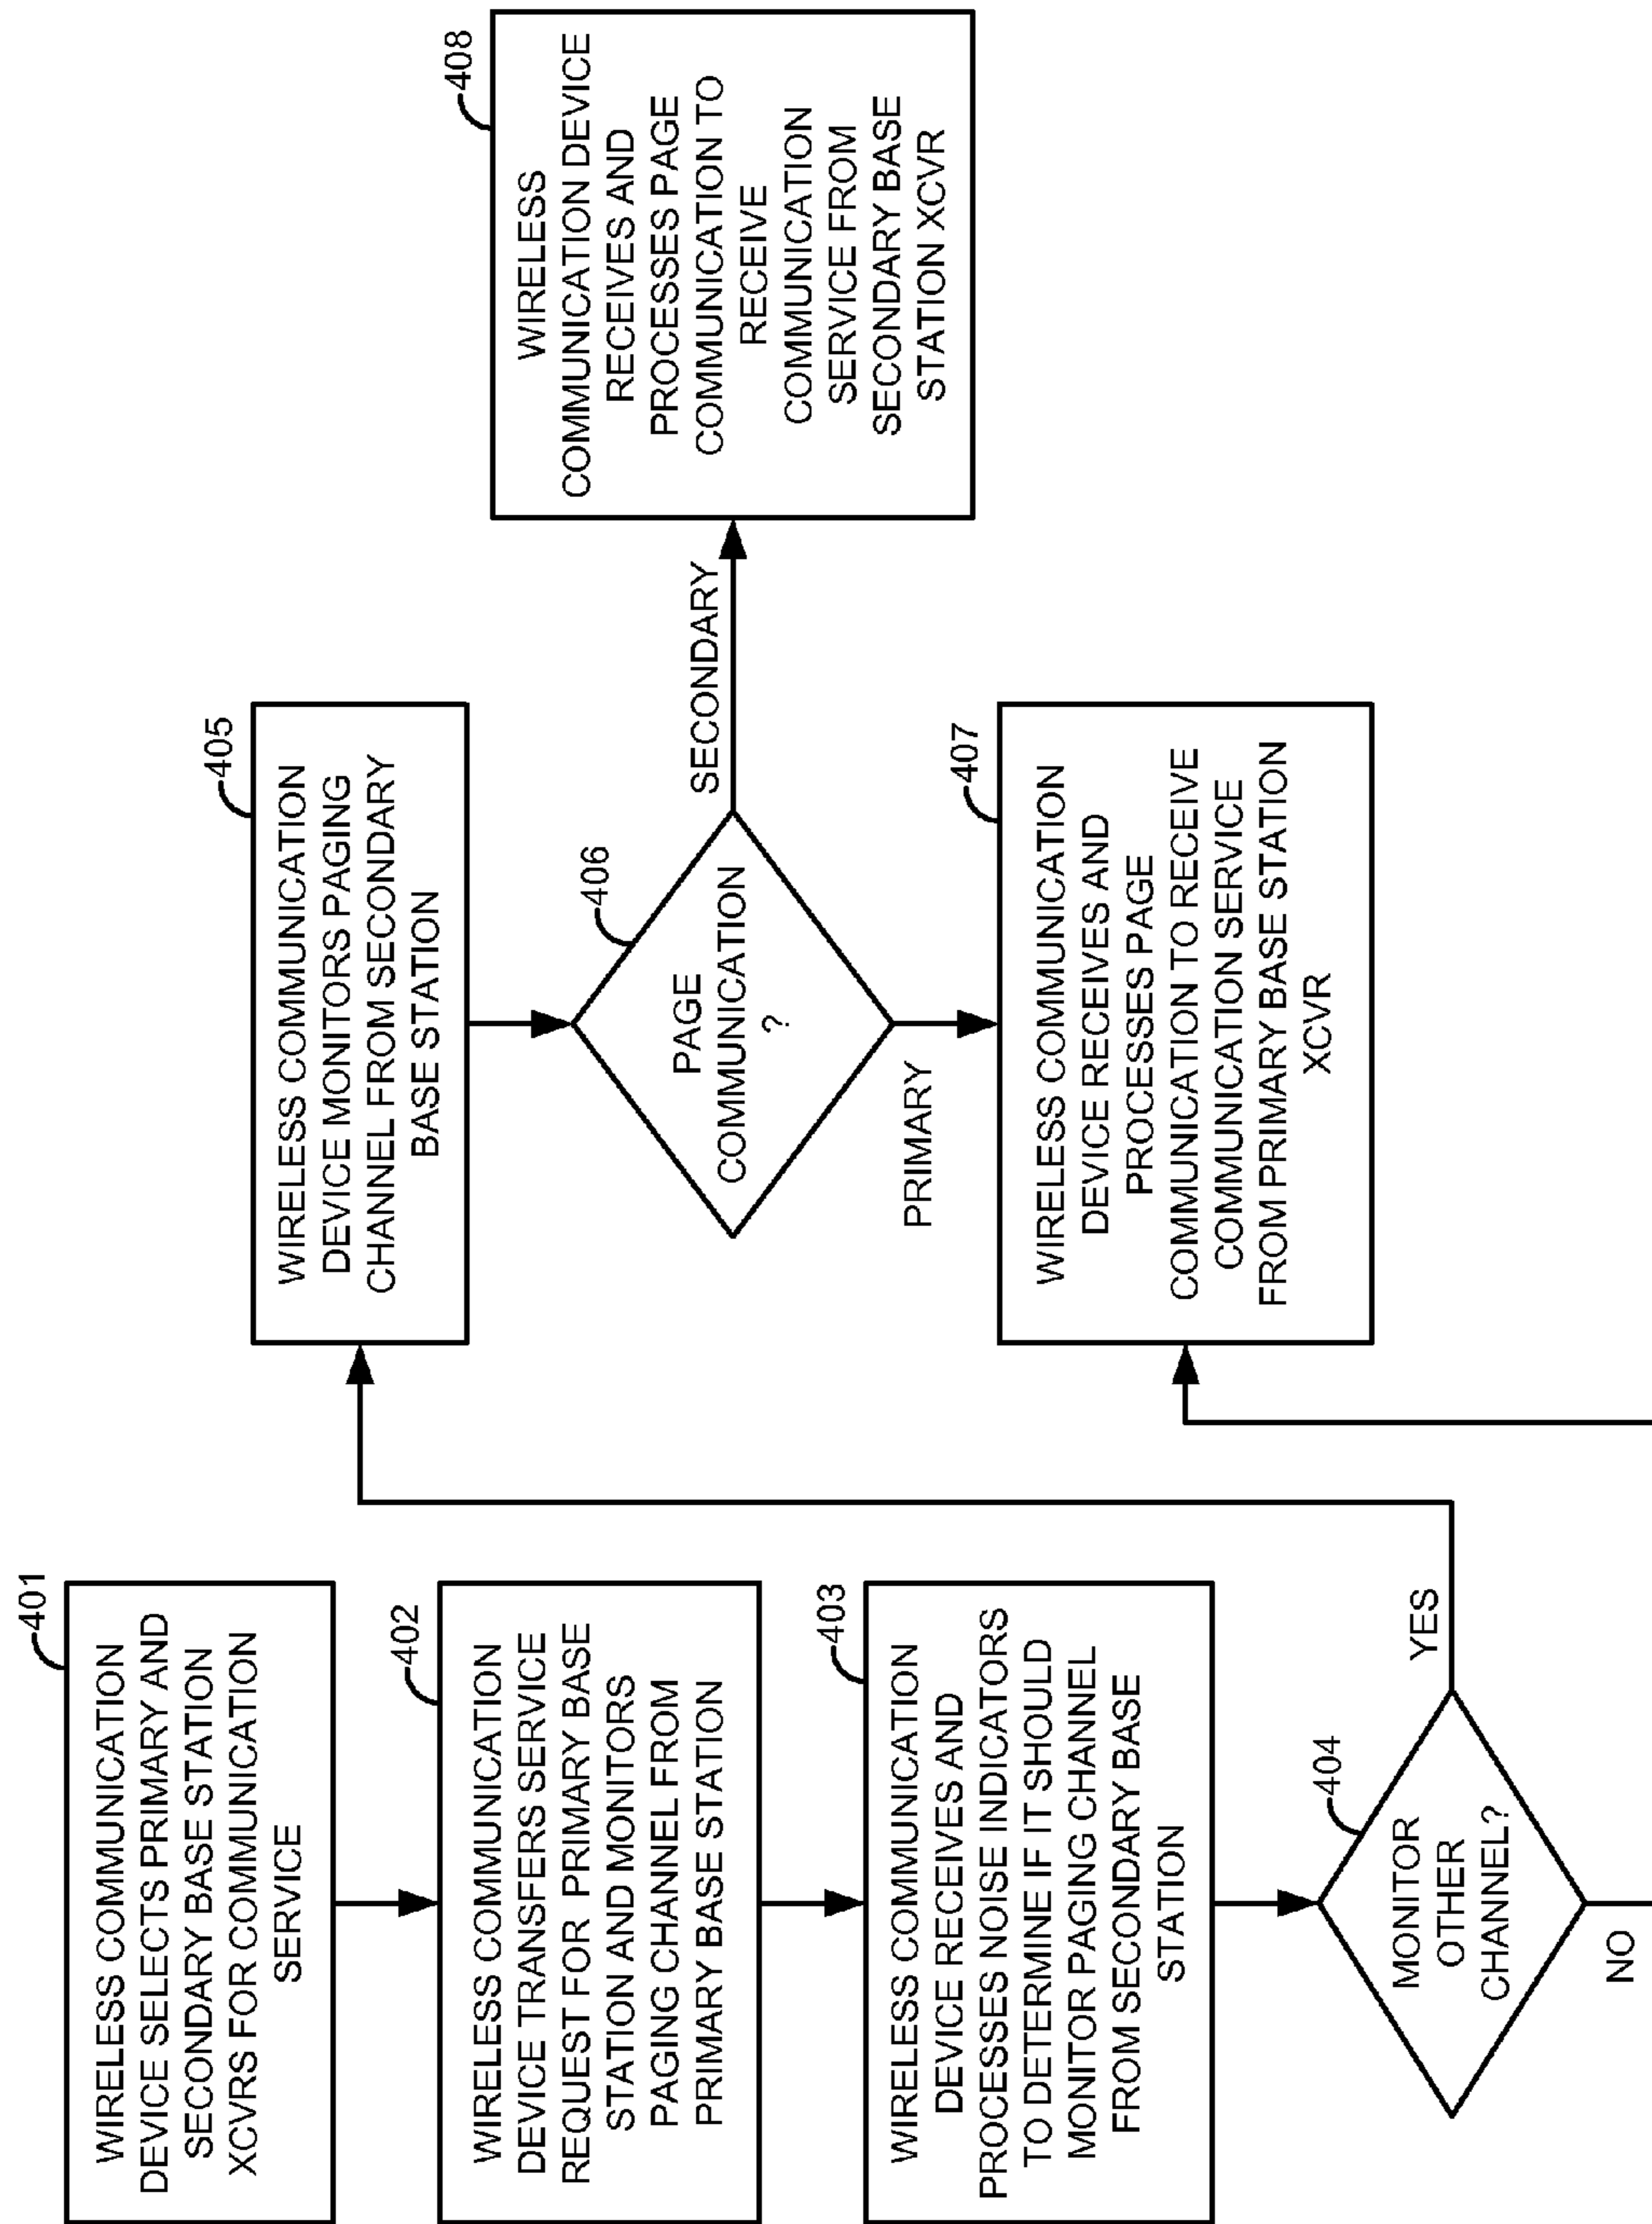 401
WIRELESS COMMUNICATION
DEVICE SELECTS PRIMARY AND
SECONDARY BASE STATION
XCVRS FOR COMMUNICATION
SERVICE
402
WIRELESS COMMUNICATION
DEVICE TRANSFERS SERVICE
REQUEST FOR PRIMARY BASE
STATION AND MONITORS
PAGING CHANNEL FROM
PRIMARY BASE STATION
403
WIRELESS COMMUNICATION
DEVICE RECEIVES AND
PROCESSES NOISE INDICATORS
TO DETERMINE IF IT SHOULD
MONITOR PAGING CHANNEL
FROM SECONDARY BASE
STATION
404
MONITOR
OTHER
CHANNEL?
YES
NO
405
WIRELESS COMMUNICATION
DEVICE MONITORS PAGING
CHANNEL FROM SECONDARY
BASE STATION
406
PAGE
COMMUNICATION
?
SECONDARY
PRIMARY
407
WIRELESS COMMUNICATION
DEVICE RECEIVES AND
PROCESSES PAGE
COMMUNICATION TO RECEIVE
COMMUNICATION SERVICE
FROM PRIMARY BASE STATION
XCVR
408
WIRELESS
COMMUNICATION DEVICE
RECEIVES AND
PROCESSES PAGE
COMMUNICATION TO
RECEIVE
COMMUNICATION
SERVICE FROM
SECONDARY BASE
STATION XCVR